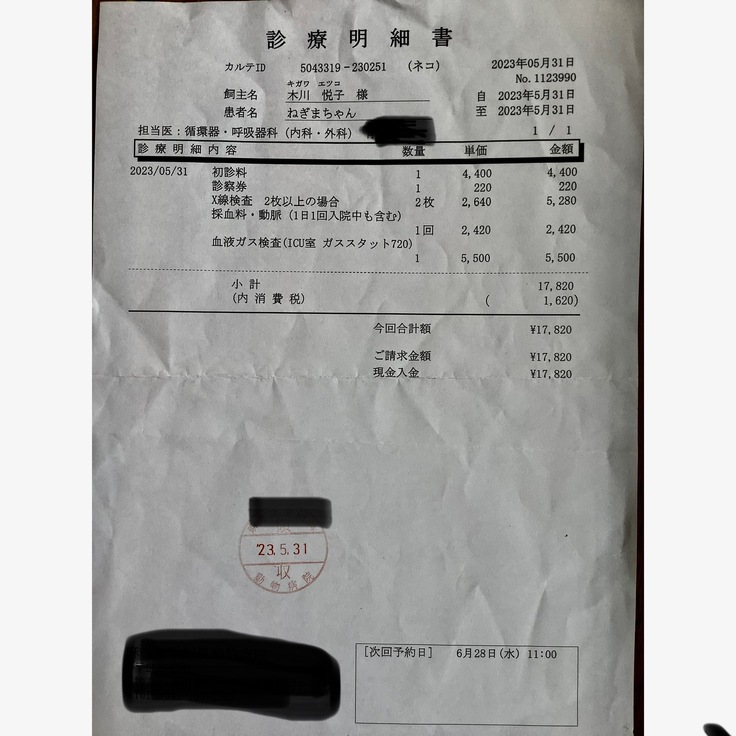 診療明細書
カルテID 5043319-230251 (ネコ) 2023年05月31日
No.1123990
キガワ エツコ
飼主名 木川 悦子 様 自 2023年05月31日
患者名 ねぎまちゃん 至 2023年05月31日
担当医:循環器・呼吸器科(内科・外科) 1 / 1
診療明細内容 数量 単価 金額
2023/05/31 初診料 1 4,400 4,400
診察券 1 220 220
X線検査 2枚以上の場合 2枚 2,640 5,280
採血料・動脈(1日1回入院中も含む)
1回 2,420 2,420
血液ガス検査(ICU室 ガススタット720)
1 5,500 5,500
小計 17,820
(内 消 費 税) ( 1,620)
今回合計額 ¥17,820
ご請求金額 ¥17,820
現金入金 ¥17,820
'23.5.31
収
動物病院
[次回予約日] 6月28日(水) 11:00